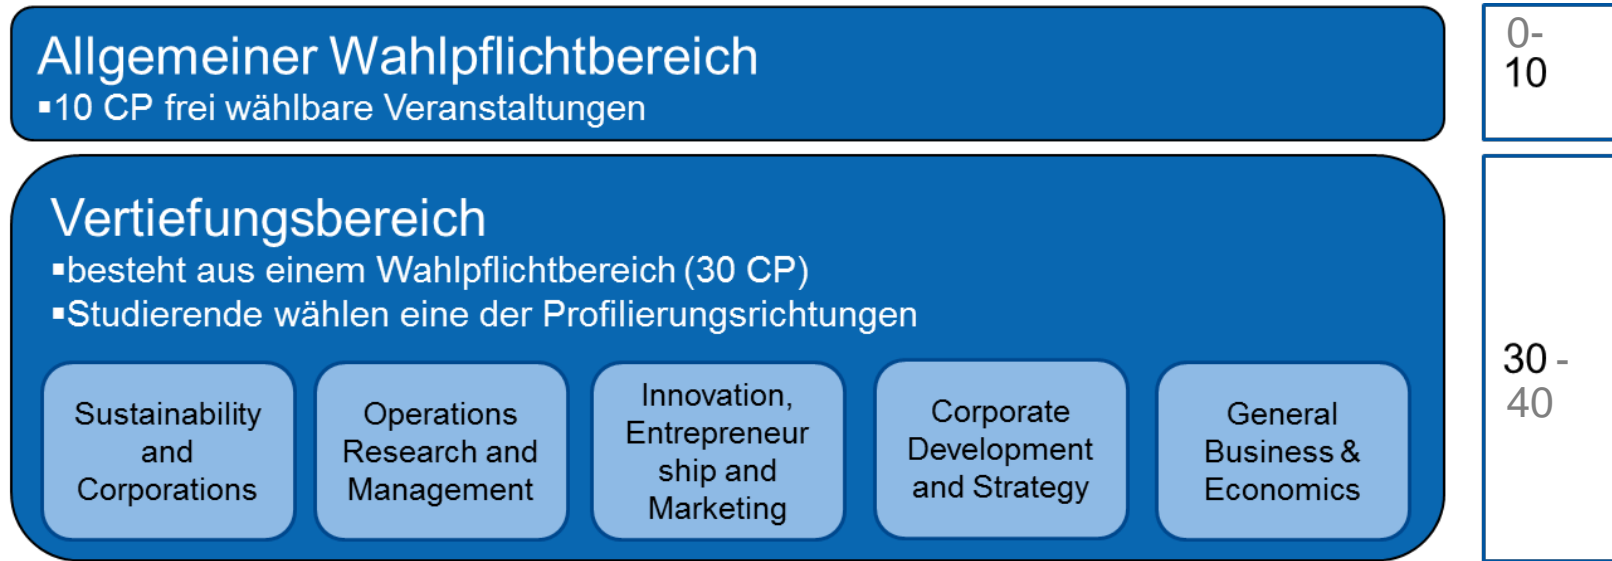 Allgemeiner Wahlpflichtbereich
▪10 CP frei wählbare Veranstaltungen
0-
10
Vertiefungsbereich
▪besteht aus einem Wahlpflichtbereich (30 CP)
▪Studierende wählen eine der Profilierungsrichtungen
Sustainability
and
Corporations
Operations
Research and
Management
Innovation,
Entrepreneur
ship and
Marketing
Corporate
Development
and Strategy
General
Business &
Economics
30 -
40